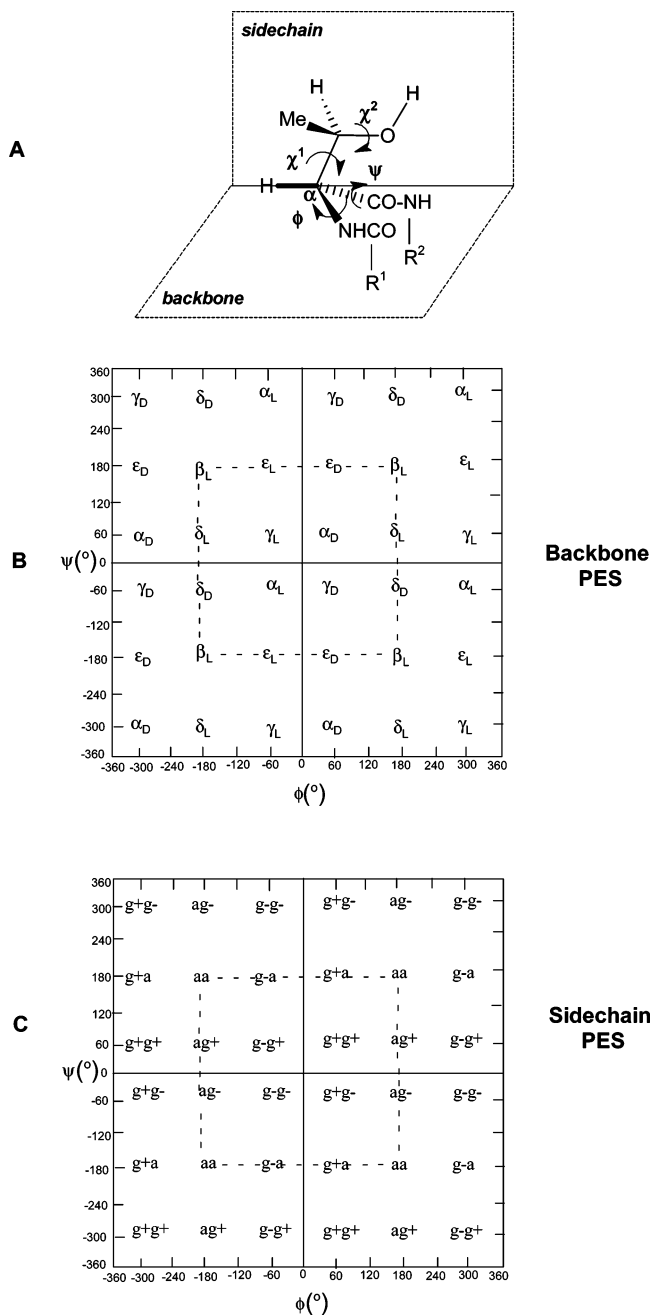 A
sidechain
H
H
Me
χ²
O
χ¹
ψ
H
α
CO-NH
ϕ
NHCO
R²
R¹
backbone
B
Backbone
PES
ψ(°)
360
γD δD αL γD δD αL
300
240
εD βL εL εD βL εL
180
120
αD δL γL αD δL γL
60
0
γD δD αL γD δD αL
-60
-120
εD βL εL εD βL εL
-180
-240
αD δL γL αD δL γL
-300
-360
-360 -300 -240 -180 -120 -60 0 60 120 180 240 300 360
ϕ(°)
C
Sidechain
PES
ψ(°)
360
g+g- ag- g-g- g+g- ag- g-g-
300
240
g+a aa g-a g+a aa g-a
180
120
g+g+ ag+ g-g+ g+g+ ag+ g-g+
60
0
g+g- ag- g-g- g+g- ag- g-g-
-60
-120
g+a aa g-a g+a aa g-a
-180
-240
g+g+ ag+ g-g+ g+g+ ag+ g-g+
-300
-360
-360 -300 -240 -180 -120 -60 0 60 120 180 240 300 360
ϕ(°)